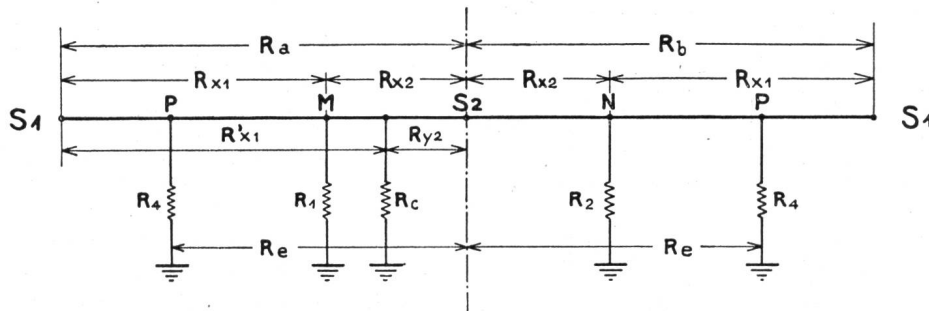 Ra Rb
Rx1 Rx2 Rx2 Rx1
S1 P M S2 N P S1
R'x1 Ry2
R4 R1 Rc R2 R4
Re Re